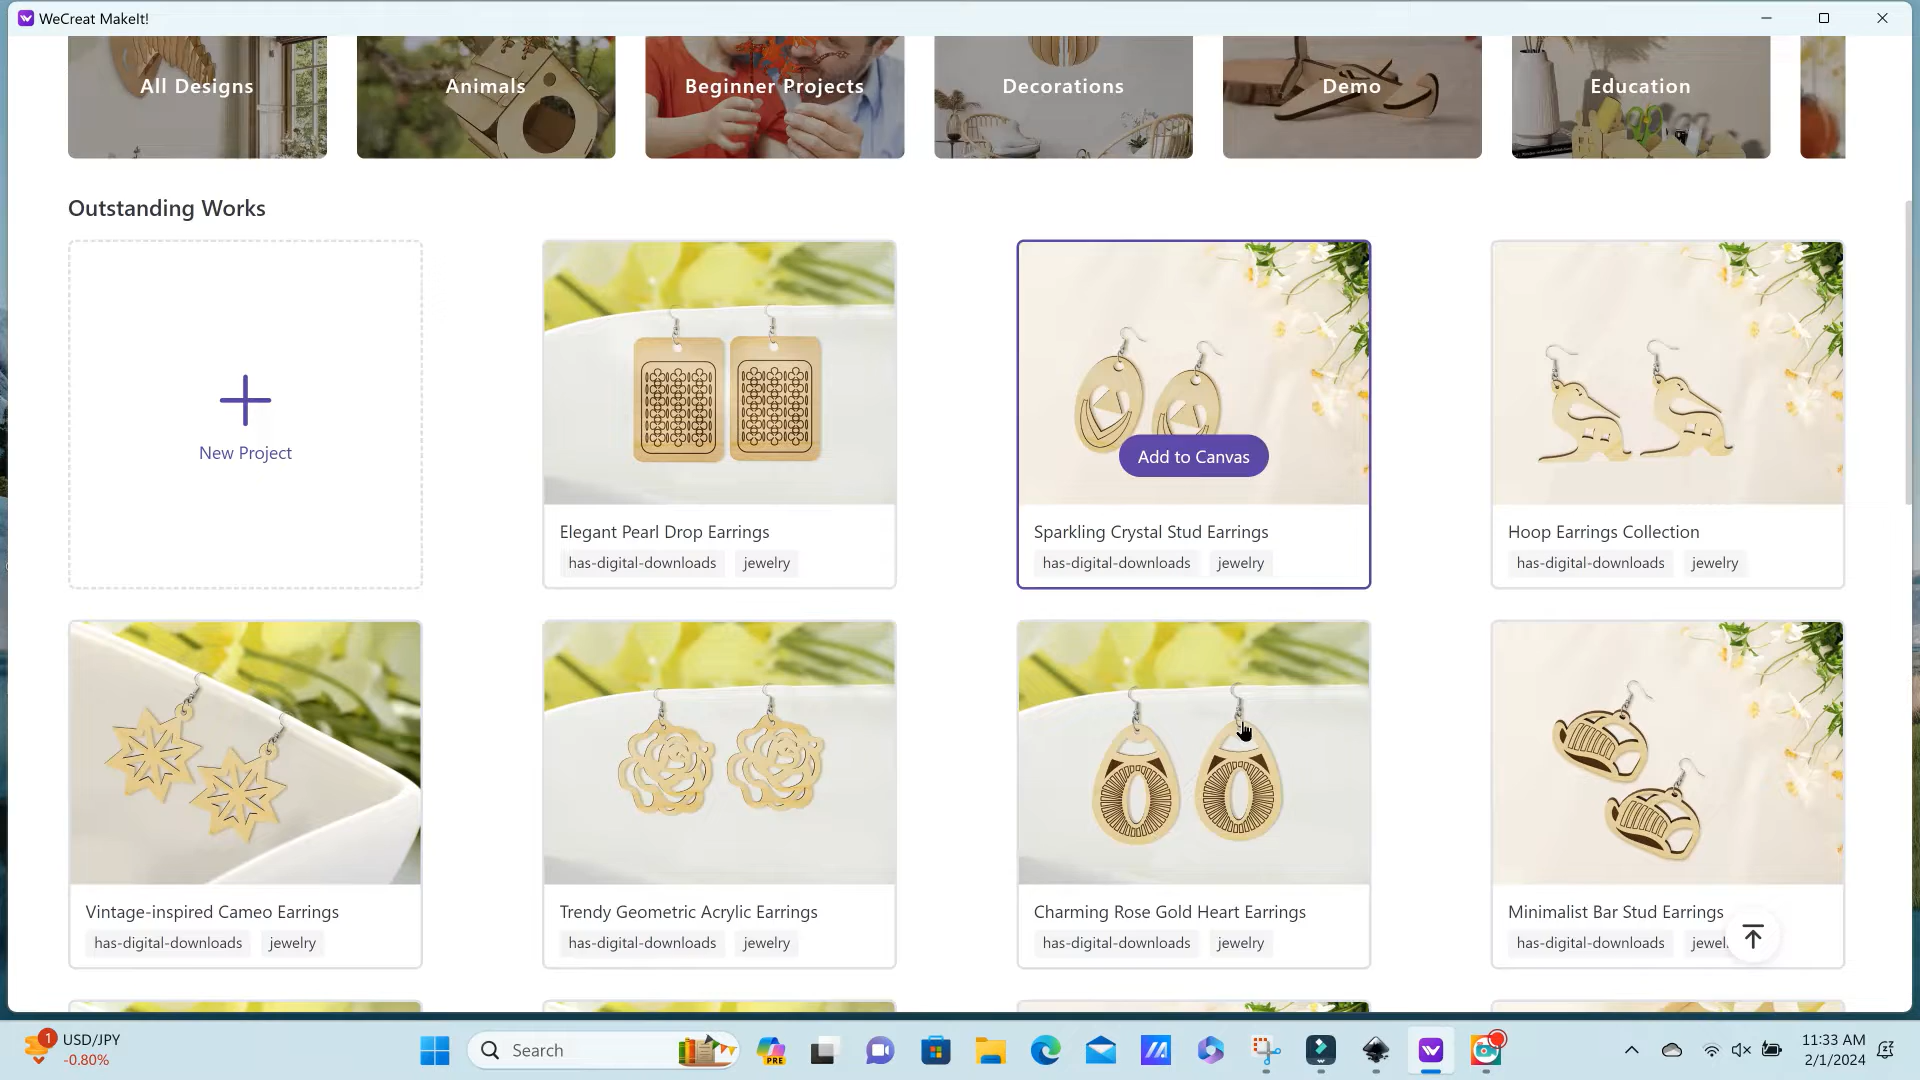 WeCreat MakeIt!
All Designs
Animals
Beginner Projects
Decorations
Demo
Education
Outstanding Works
New Project
Elegant Pearl Drop Earrings
has-digital-downloads jewelry
Add to Canvas
Sparkling Crystal Stud Earrings
has-digital-downloads jewelry
Hoop Earrings Collection
has-digital-downloads jewelry
Vintage-inspired Cameo Earrings
has-digital-downloads jewelry
Trendy Geometric Acrylic Earrings
has-digital-downloads jewelry
Charming Rose Gold Heart Earrings
has-digital-downloads jewelry
Minimalist Bar Stud Earrings
has-digital-downloads jewel
1
USD/JPY
-0.80%
Search
PRE
11:33 AM
2/1/2024